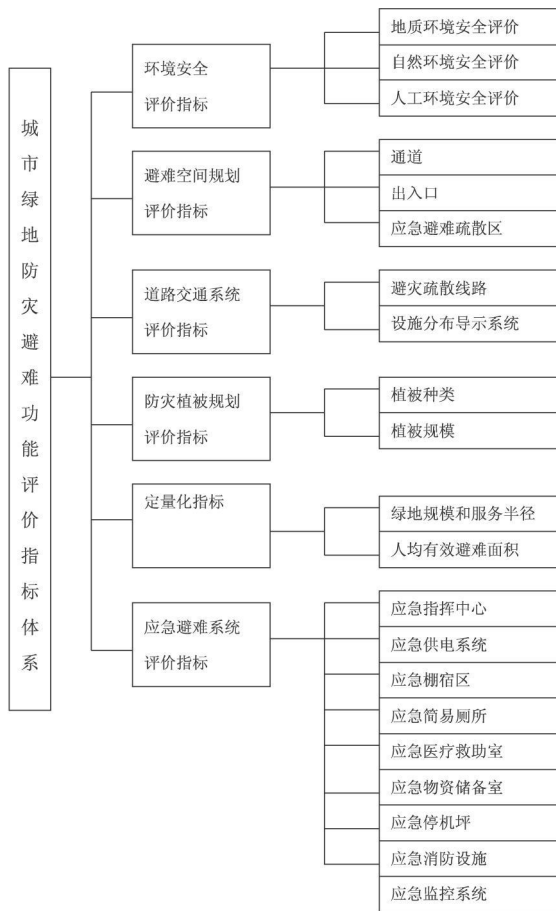 城市绿地防灾避难功能评价指标体系
环境安全
评价指标
地质环境安全评价
自然环境安全评价
人工环境安全评价
避难空间规划
评价指标
通道
出入口
应急避难疏散区
道路交通系统
评价指标
避灾疏散线路
设施分布导示系统
防灾植被规划
评价指标
植被种类
植被规模
定量化指标
绿地规模和服务半径
人均有效避难面积
应急避难系统
评价指标
应急指挥中心
应急供电系统
应急棚宿区
应急简易厕所
应急医疗救助室
应急物资储备室
应急停机坪
应急消防设施
应急监控系统